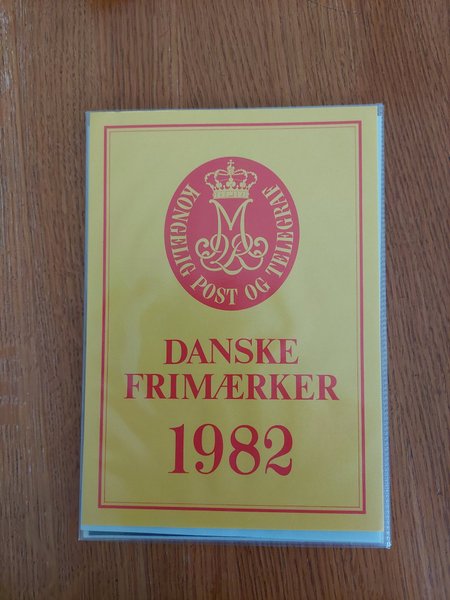 KONGELIG POST OG TELEGRAF
DANSKE
FRIMÆRKER
1982